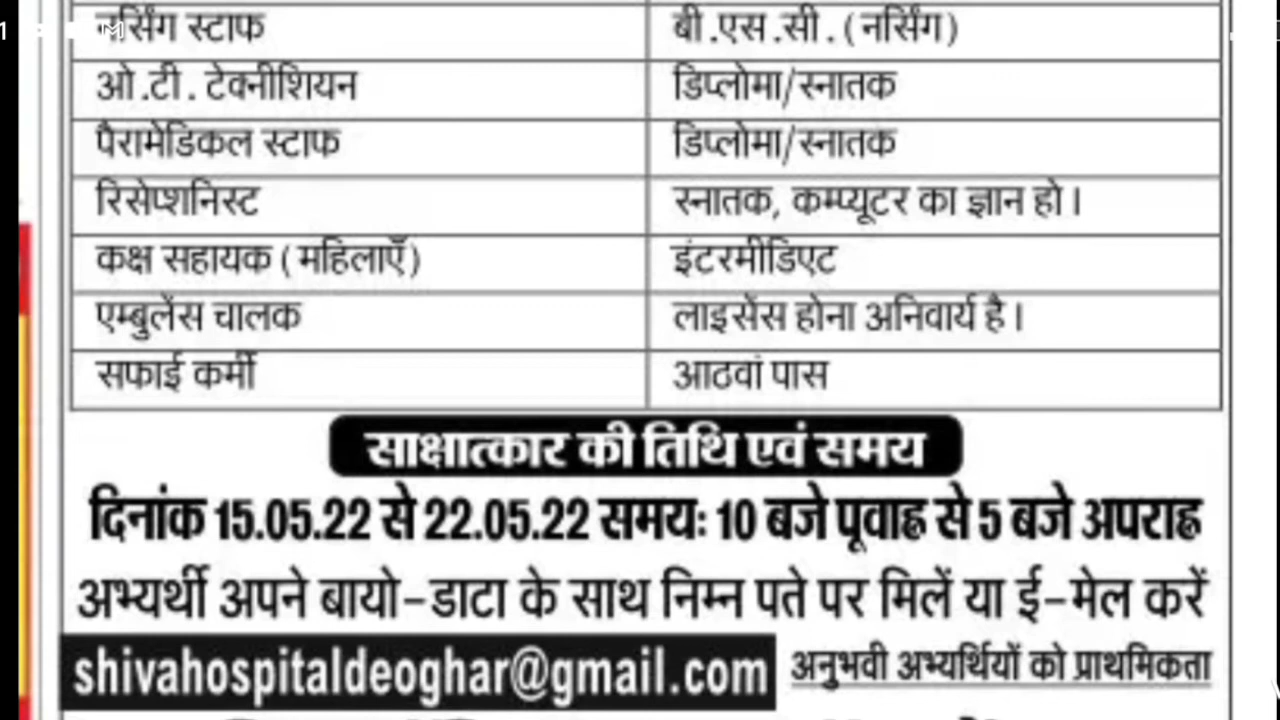 नर्सिंग स्टाफ बी.एस.सी. (नर्सिंग)
ओ.टी. टेक्नीशियन डिप्लोमा/स्नातक
पैरामेडिकल स्टाफ डिप्लोमा/स्नातक
रिसेप्शनिस्ट स्नातक, कम्प्यूटर का ज्ञान हो।
कक्ष सहायक (महिलाएँ) इंटरमीडिएट
एम्बुलेंस चालक लाइसेंस होना अनिवार्य है।
सफाई कर्मी आठवां पास
साक्षात्कार की तिथि एवं समय
दिनांक 15.05.22 से 22.05.22 समयः 10 बजे पूवाह्न से 5 बजे अपराह्न
अभ्यर्थी अपने बायो-डाटा के साथ निम्न पते पर मिलें या ई-मेल करें
shivahospitaldeoghar@gmail.com अनुभवी अभ्यर्थियों को प्राथमिकता